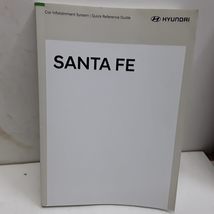 Car Infotainment System | Quick Reference Guide
HYUNDAI
SANTA FE